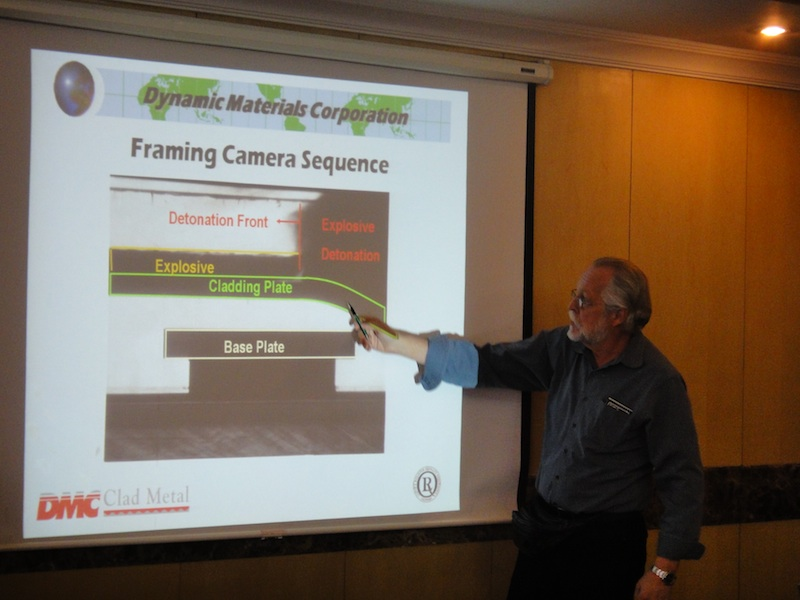 Dynamic Materials Corporation
Framing Camera Sequence
Detonation Front
Explosive
Detonation
Explosive
Cladding Plate
Base Plate
DMC Clad Metal
R